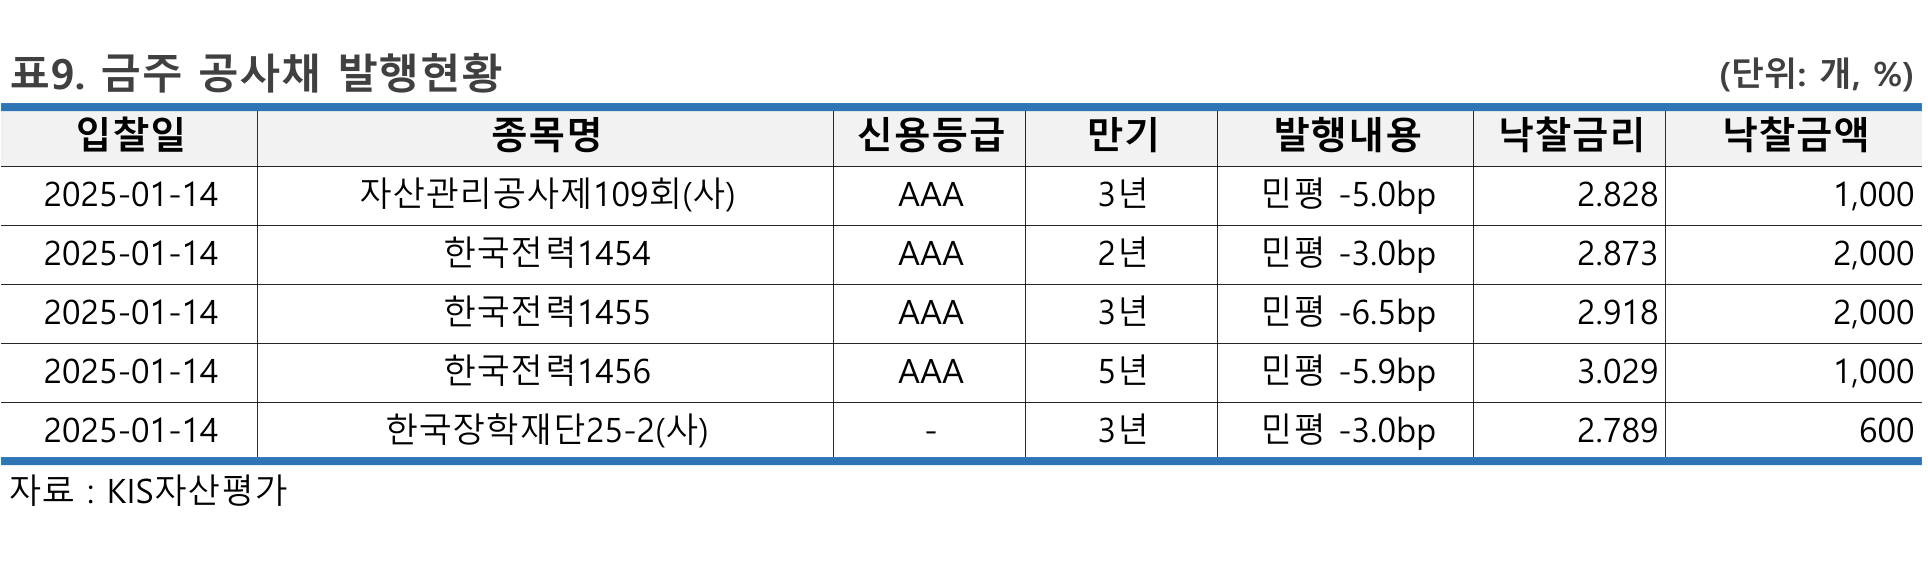 표9. 금주 공사채 발행현황 (단위: 개, %)
입찰일 종목명 신용등급 만기 발행내용 낙찰금리 낙찰금액
2025-01-14 자산관리공사제109회(사) AAA 3년 민평 -5.0bp 2.828 1,000
2025-01-14 한국전력1454 AAA 2년 민평 -3.0bp 2.873 2,000
2025-01-14 한국전력1455 AAA 3년 민평 -6.5bp 2.918 2,000
2025-01-14 한국전력1456 AAA 5년 민평 -5.9bp 3.029 1,000
2025-01-14 한국장학재단25-2(사) - 3년 민평 -3.0bp 2.789 600
자료 : KIS자산평가